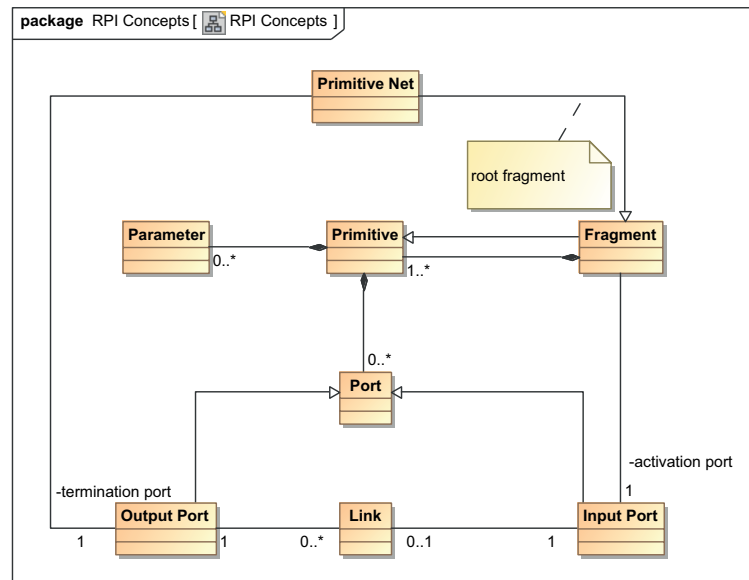 package RPI Concepts [ RPI Concepts ]
Primitive Net
root fragment
Parameter
Primitive
Fragment
0..*
1..*
0..*
Port
-activation port
-termination port
1
Output Port
Link
Input Port
1
1
0..*
0..1
1